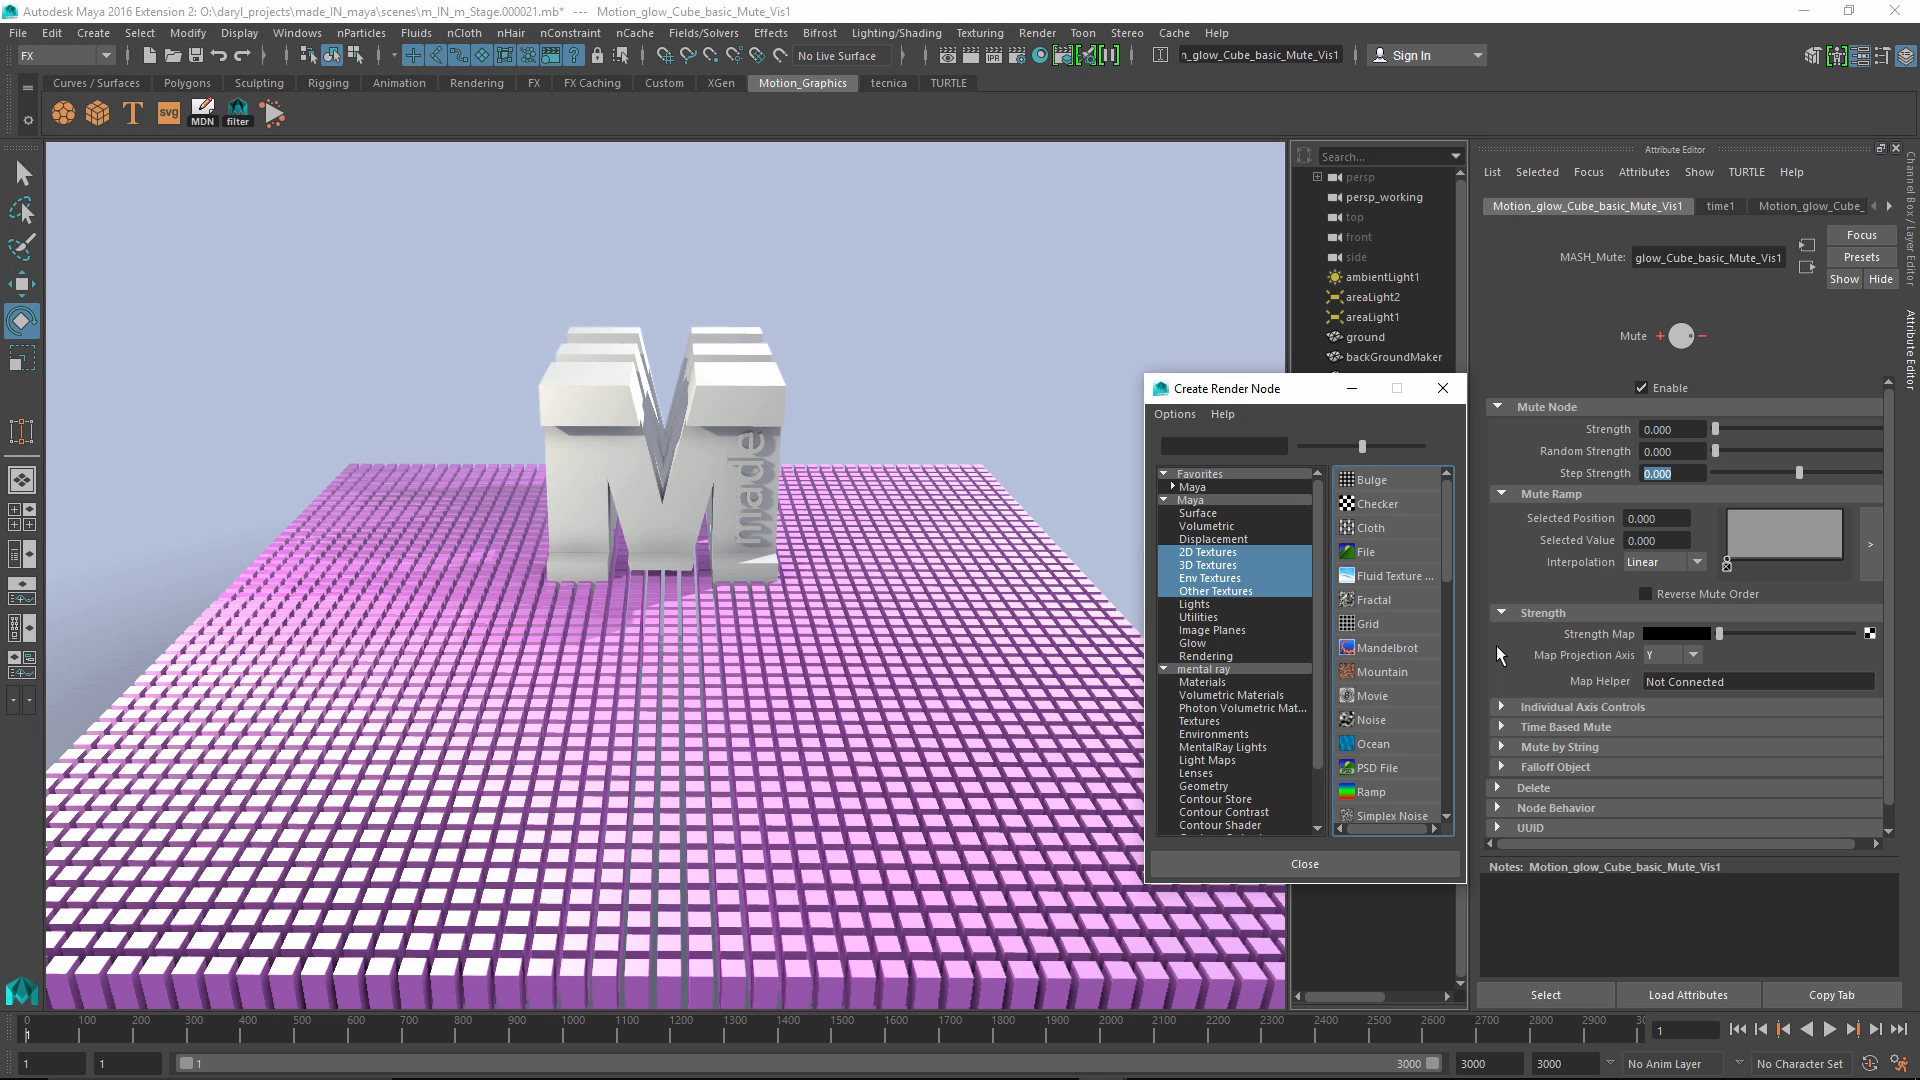 Autodesk Maya 2016 Extension 2: O:\daryl_projects\made_IN_maya\scenes\m_IN_m_Stage.000021.mb* --- Motion_glow_Cube_basic_Mute_Vis1
File Edit Create Select Modify Display Windows nParticles Fluids nCloth nHair nConstraint nCache Fields/Solvers Effects Bifrost Lighting/Shading Texturing Render Toon Stereo Cache Help
FX No Live Surface IPR n_glow_Cube_basic_Mute_Vis1 Sign In
Curves / Surfaces Polygons Sculpting Rigging Animation Rendering FX FX Caching Custom XGen Motion_Graphics tecnica TURTLE
T svg MDN filter
made
Search...
persp
persp_working
top
front
side
ambientLight1
areaLight2
areaLight1
ground
backGroundMaker
Create Render Node
Options Help
Favorites
Maya
Maya
Surface
Volumetric
Displacement
2D Textures
3D Textures
Env Textures
Other Textures
Lights
Utilities
Image Planes
Glow
Rendering
mental ray
Materials
Volumetric Materials
Photon Volumetric Mat...
Textures
Environments
MentalRay Lights
Light Maps
Lenses
Geometry
Contour Store
Contour Contrast
Contour Shader
Bulge
Checker
Cloth
File
Fluid Texture ...
Fractal
Grid
Mandelbrot
Mountain
Movie
Noise
Ocean
PSD File
Ramp
Simplex Noise
Close
Attribute Editor
List Selected Focus Attributes Show TURTLE Help
Motion_glow_Cube_basic_Mute_Vis1 time1 Motion_glow_Cube_
Focus
MASH_Mute: glow_Cube_basic_Mute_Vis1 Presets
Show Hide
Mute + −
Enable
Mute Node
Strength 0.000
Random Strength 0.000
Step Strength 0.000
Mute Ramp
Selected Position 0.000
Selected Value 0.000 >
Interpolation Linear
Reverse Mute Order
Strength
Strength Map
Map Projection Axis Y
Map Helper Not Connected
Individual Axis Controls
Time Based Mute
Mute by String
Falloff Object
Delete
Node Behavior
UUID
Notes: Motion_glow_Cube_basic_Mute_Vis1
Select Load Attributes Copy Tab
Channel Box / Layer Editor
Attribute Editor
0 100 200 300 400 500 600 700 800 900 1000 1100 1200 1300 1400 1500 1600 1700 1800 1900 2000 2100 2200 2300 2400 2500 2600 2700 2800 2900
1 1
1 1 1 3000 3000 3000 No Anim Layer No Character Set